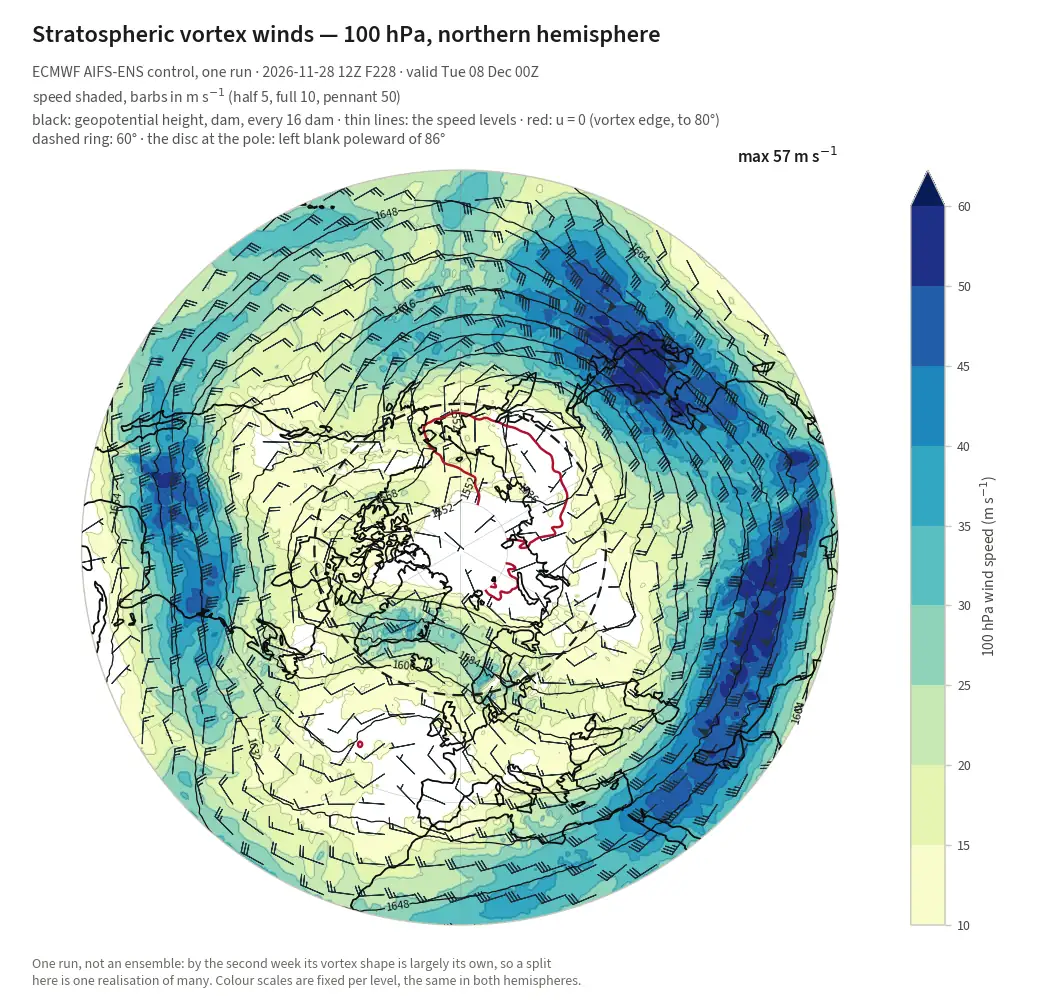 Stratospheric vortex winds — 100 hPa, northern hemisphere
ECMWF AIFS-ENS control, one run · 2026-11-28 12Z F228 · valid Tue 08 Dec 00Z
speed shaded, barbs in m s⁻¹ (half 5, full 10, pennant 50)
black: geopotential height, dam, every 16 dam · thin lines: the speed levels · red: u = 0 (vortex edge, to 80°)
dashed ring: 60° · the disc at the pole: left blank poleward of 86°
max 57 m s⁻¹
1648
1664
1616
1552
1552
1632
1648
60
50
45
40
35
30
25
20
15
10
100 hPa wind speed (m s⁻¹)
One run, not an ensemble: by the second week its vortex shape is largely its own, so a split
here is one realisation of many. Colour scales are fixed per level, the same in both hemispheres.